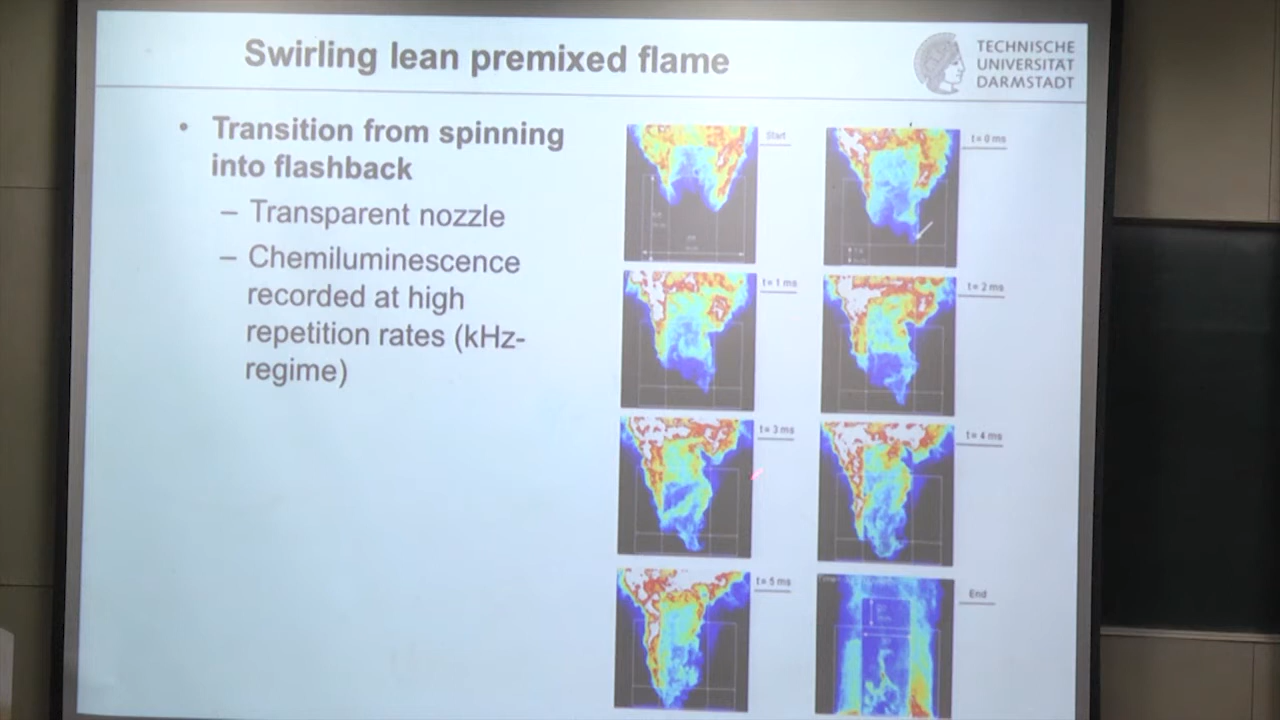 Swirling lean premixed flame
TECHNISCHE
UNIVERSITÄT
DARMSTADT
• Transition from spinning
into flashback
– Transparent nozzle
– Chemiluminescence
recorded at high
repetition rates (kHz-
regime)
Start
t= 0 ms
t= 1 ms
t= 2 ms
t= 3 ms
t= 4 ms
t= 5 ms
End